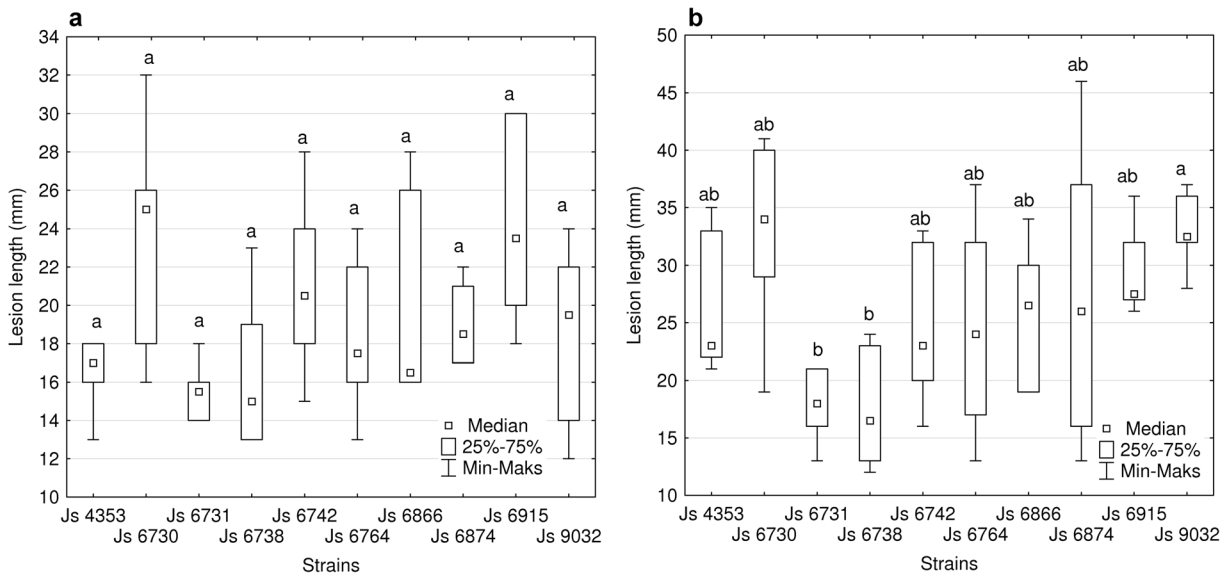 a
34
32
30
28
26
24
22
20
18
16
14
12
10
Lesion length (mm)
a a a a a a a a a a
Median
25%-75%
Min-Maks
Js 4353 Js 6731 Js 6742 Js 6866 Js 6915
Js 6730 Js 6738 Js 6764 Js 6874 Js 9032
Strains
b
50
45
40
35
30
25
20
15
10
Lesion length (mm)
ab ab b b ab ab ab ab ab a
Median
25%-75%
Min-Maks
Js 4353 Js 6731 Js 6742 Js 6866 Js 6915
Js 6730 Js 6738 Js 6764 Js 6874 Js 9032
Strains